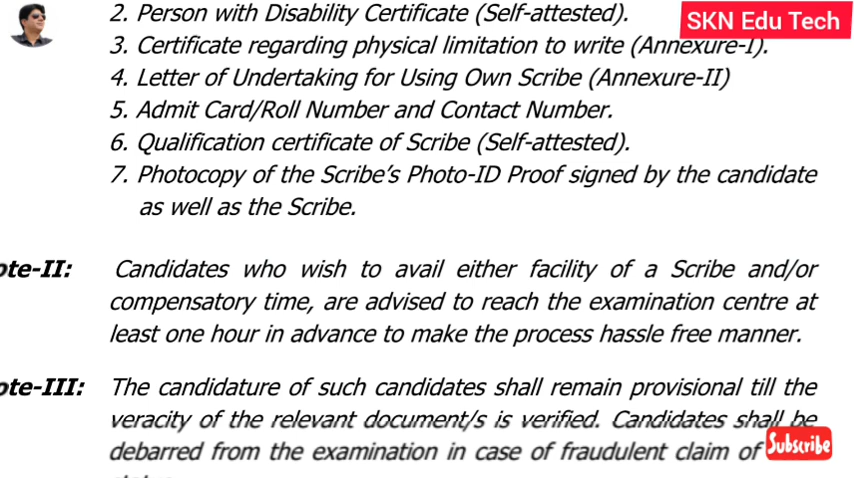 2. Person with Disability Certificate (Self-attested).
SKN Edu Tech
3. Certificate regarding physical limitation to write (Annexure-I).
4. Letter of Undertaking for Using Own Scribe (Annexure-II)
5. Admit Card/Roll Number and Contact Number.
6. Qualification certificate of Scribe (Self-attested).
7. Photocopy of the Scribe's Photo-ID Proof signed by the candidate
as well as the Scribe.
ote-II: Candidates who wish to avail either facility of a Scribe and/or
compensatory time, are advised to reach the examination centre at
least one hour in advance to make the process hassle free manner.
ote-III: The candidature of such candidates shall remain provisional till the
veracity of the relevant document/s is verified. Candidates shall be
debarred from the examination in case of fraudulent claim of
Subscribe